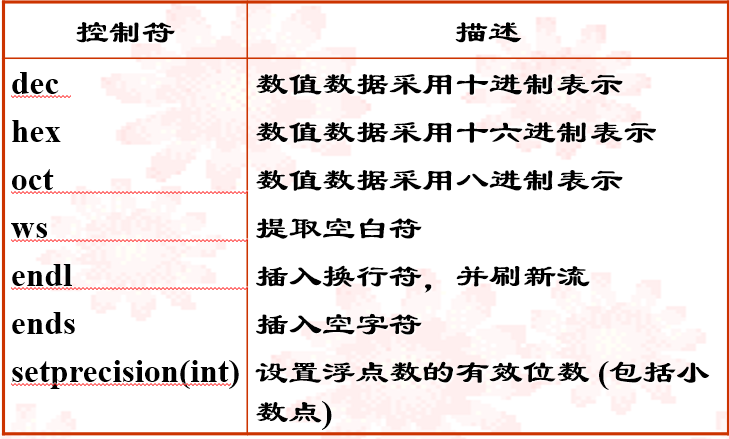 控制符 描述
dec 数值数据采用十进制表示
hex 数值数据采用十六进制表示
oct 数值数据采用八进制表示
ws 提取空白符
endl 插入换行符，并刷新流
ends 插入空字符
setprecision(int) 设置浮点数的有效位数 (包括小
数点)